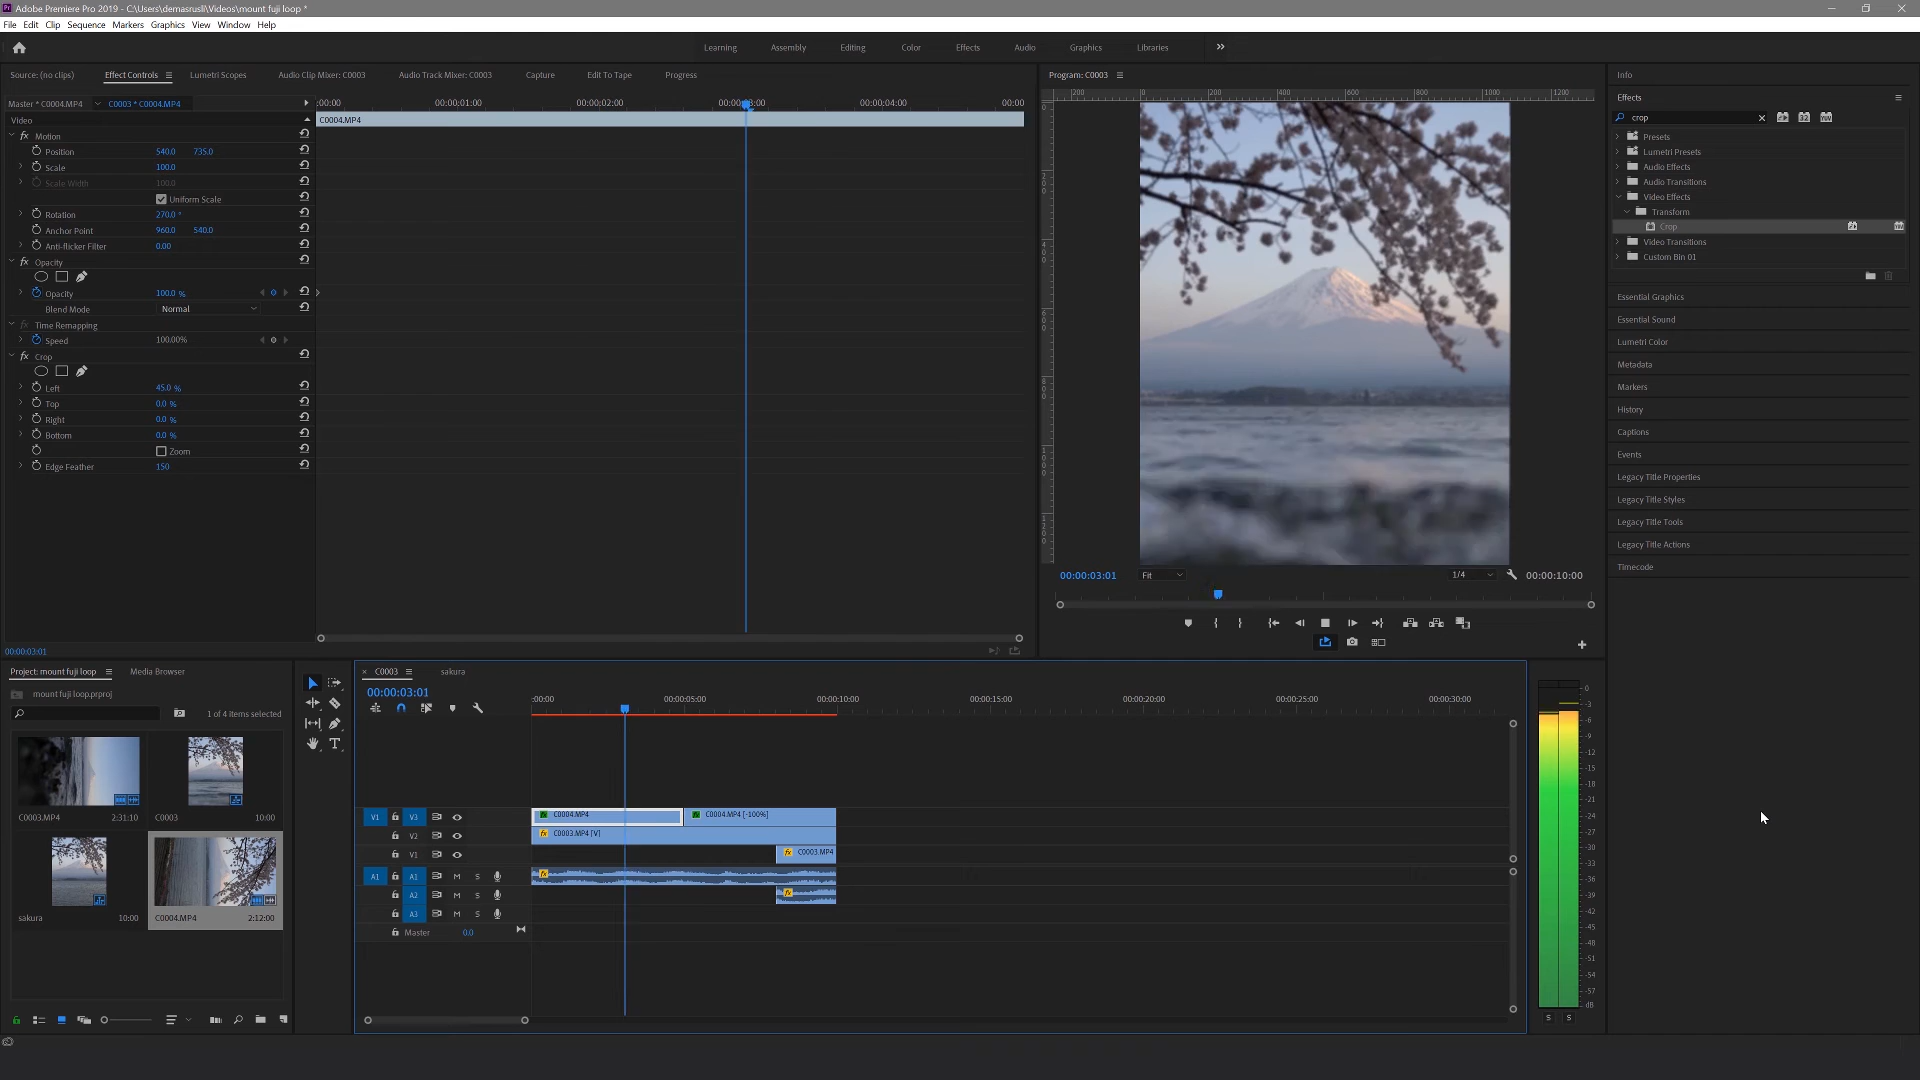 Adobe Premiere Pro 2019 - C:\Users\demasrusli\Videos\mount fuji loop *
File Edit Clip Sequence Markers Graphics View Window Help
Learning Assembly Editing Color Effects Audio Graphics Libraries
Source: (no clips) Effect Controls Lumetri Scopes Audio Clip Mixer: C0003 Audio Track Mixer: C0003 Capture Edit To Tape Progress
Master * C0004.MP4 C0003 * C0004.MP4
:00:00 00:00:01:00 00:00:02:00 00:00:03:00 00:00:04:00 00:00
Video
C0004.MP4
fx Motion
Position 540.0 735.0
Scale 100.0
Scale Width 100.0
Uniform Scale
Rotation 270.0 °
Anchor Point 960.0 540.0
Anti-flicker Filter 0.00
fx Opacity
Opacity 100.0 %
Blend Mode Normal
fx Time Remapping
Speed 100.00%
fx Crop
Left 45.0 %
Top 0.0 %
Right 0.0 %
Bottom 0.0 %
Zoom
Edge Feather 150
00:00:03:01
Program: C0003
200 0 200 400 600 800 1000 1200
0
200
400
600
800
1000
1200
00:00:03:01 Fit 1/4 00:00:10:00
Info
Effects
crop
Presets
Lumetri Presets
Audio Effects
Audio Transitions
Video Effects
Transform
Crop
Video Transitions
Custom Bin 01
Essential Graphics
Essential Sound
Lumetri Color
Metadata
Markers
History
Captions
Events
Legacy Title Properties
Legacy Title Styles
Legacy Title Tools
Legacy Title Actions
Timecode
Project: mount fuji loop Media Browser
mount fuji loop.prproj
1 of 4 items selected
C0003.MP4 2:31:10
C0003 10:00
sakura 10:00
C0004.MP4 2:12:00
C0003 sakura
00:00:03:01
:00:00 00:00:05:00 00:00:10:00 00:00:15:00 00:00:20:00 00:00:25:00 00:00:30:00
V1 V3
C0004.MP4
C0004.MP4 [-100%]
V2
C0003.MP4 [V]
V1
C0003.MP4
A1 A1 M S
A2 M S
A3 M S
Master 0.0
0
-3
-6
-9
-12
-15
-18
-21
-24
-27
-30
-33
-36
-39
-42
-45
-48
-51
-54
-57
dB
S S